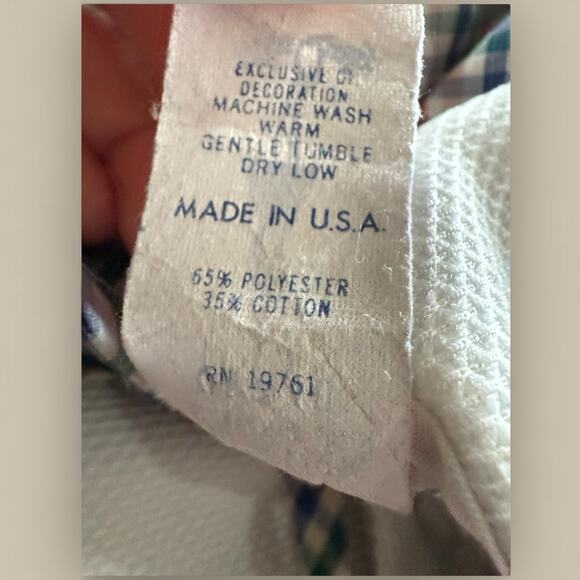 EXCLUSIVE OF
DECORATION
MACHINE WASH
WARM
GENTLE TUMBLE
DRY LOW
MADE IN U.S.A.
65% POLYESTER
35% COTTON
RN 19761